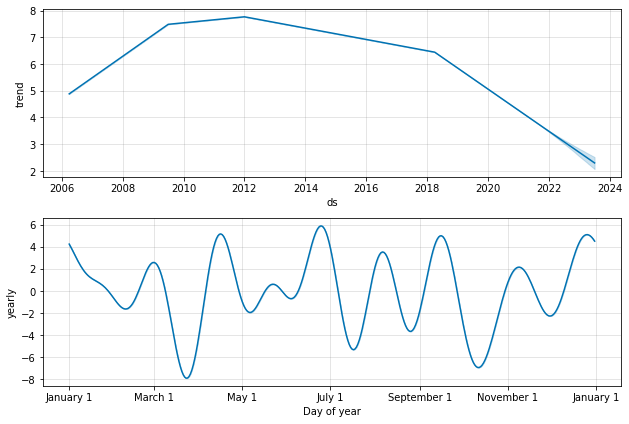 8
7
6
5
4
3
2
trend
2006 2008 2010 2012 2014 2016 2018 2020 2022 2024
ds
6
4
2
0
−2
−4
−6
−8
yearly
January 1 March 1 May 1 July 1 September 1 November 1 January 1
Day of year